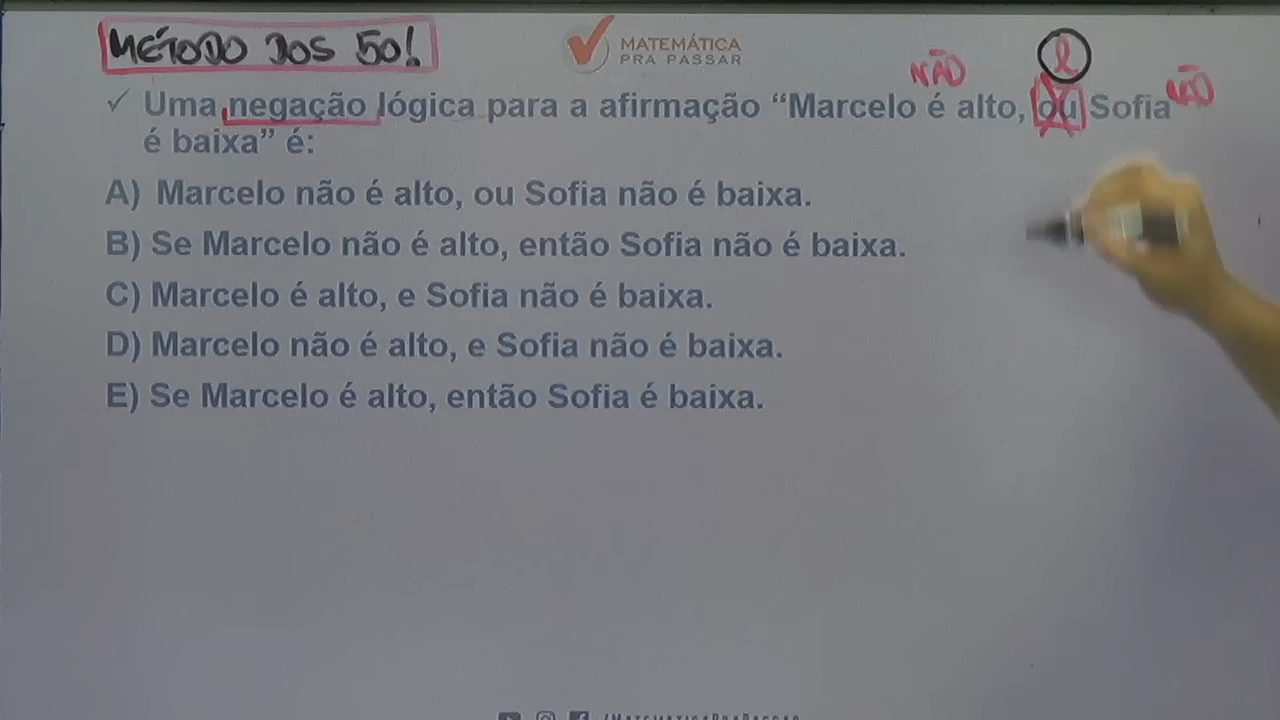 MÉTODO DOS 50!
MATEMÁTICA
PRA PASSAR
NÃO
e
NÃO
✓ Uma negação lógica para a afirmação “Marcelo é alto, ou Sofia
é baixa” é:
A) Marcelo não é alto, ou Sofia não é baixa.
B) Se Marcelo não é alto, então Sofia não é baixa.
C) Marcelo é alto, e Sofia não é baixa.
D) Marcelo não é alto, e Sofia não é baixa.
E) Se Marcelo é alto, então Sofia é baixa.